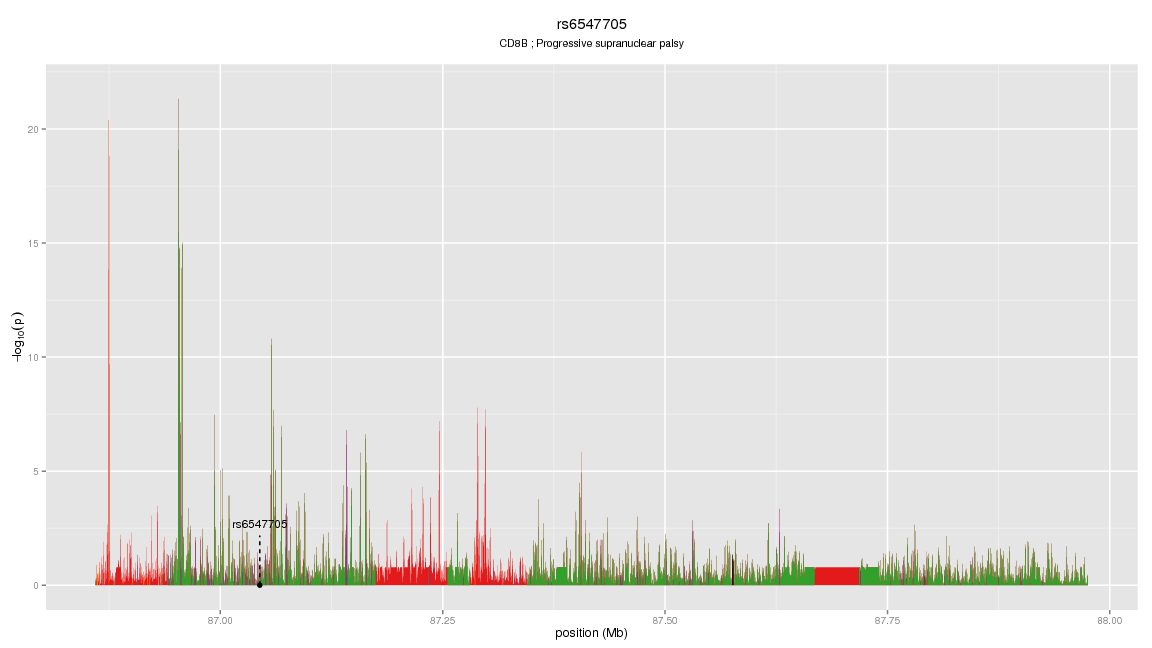 rs6547705
CD8B ; Progressive supranuclear palsy
20
15
10
5
0
−log10(p)
rs6547705
87.00 87.25 87.50 87.75 88.00
position (Mb)